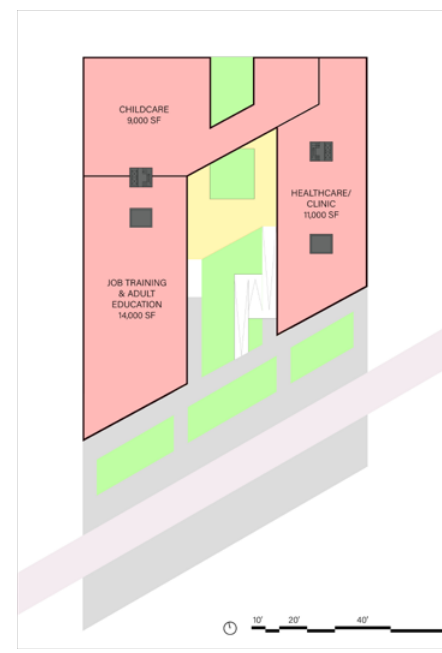 CHILDCARE
9,000 SF
HEALTHCARE/
CLINIC
11,000 SF
JOB TRAINING
& ADULT
EDUCATION
14,000 SF
10' 20' 40'